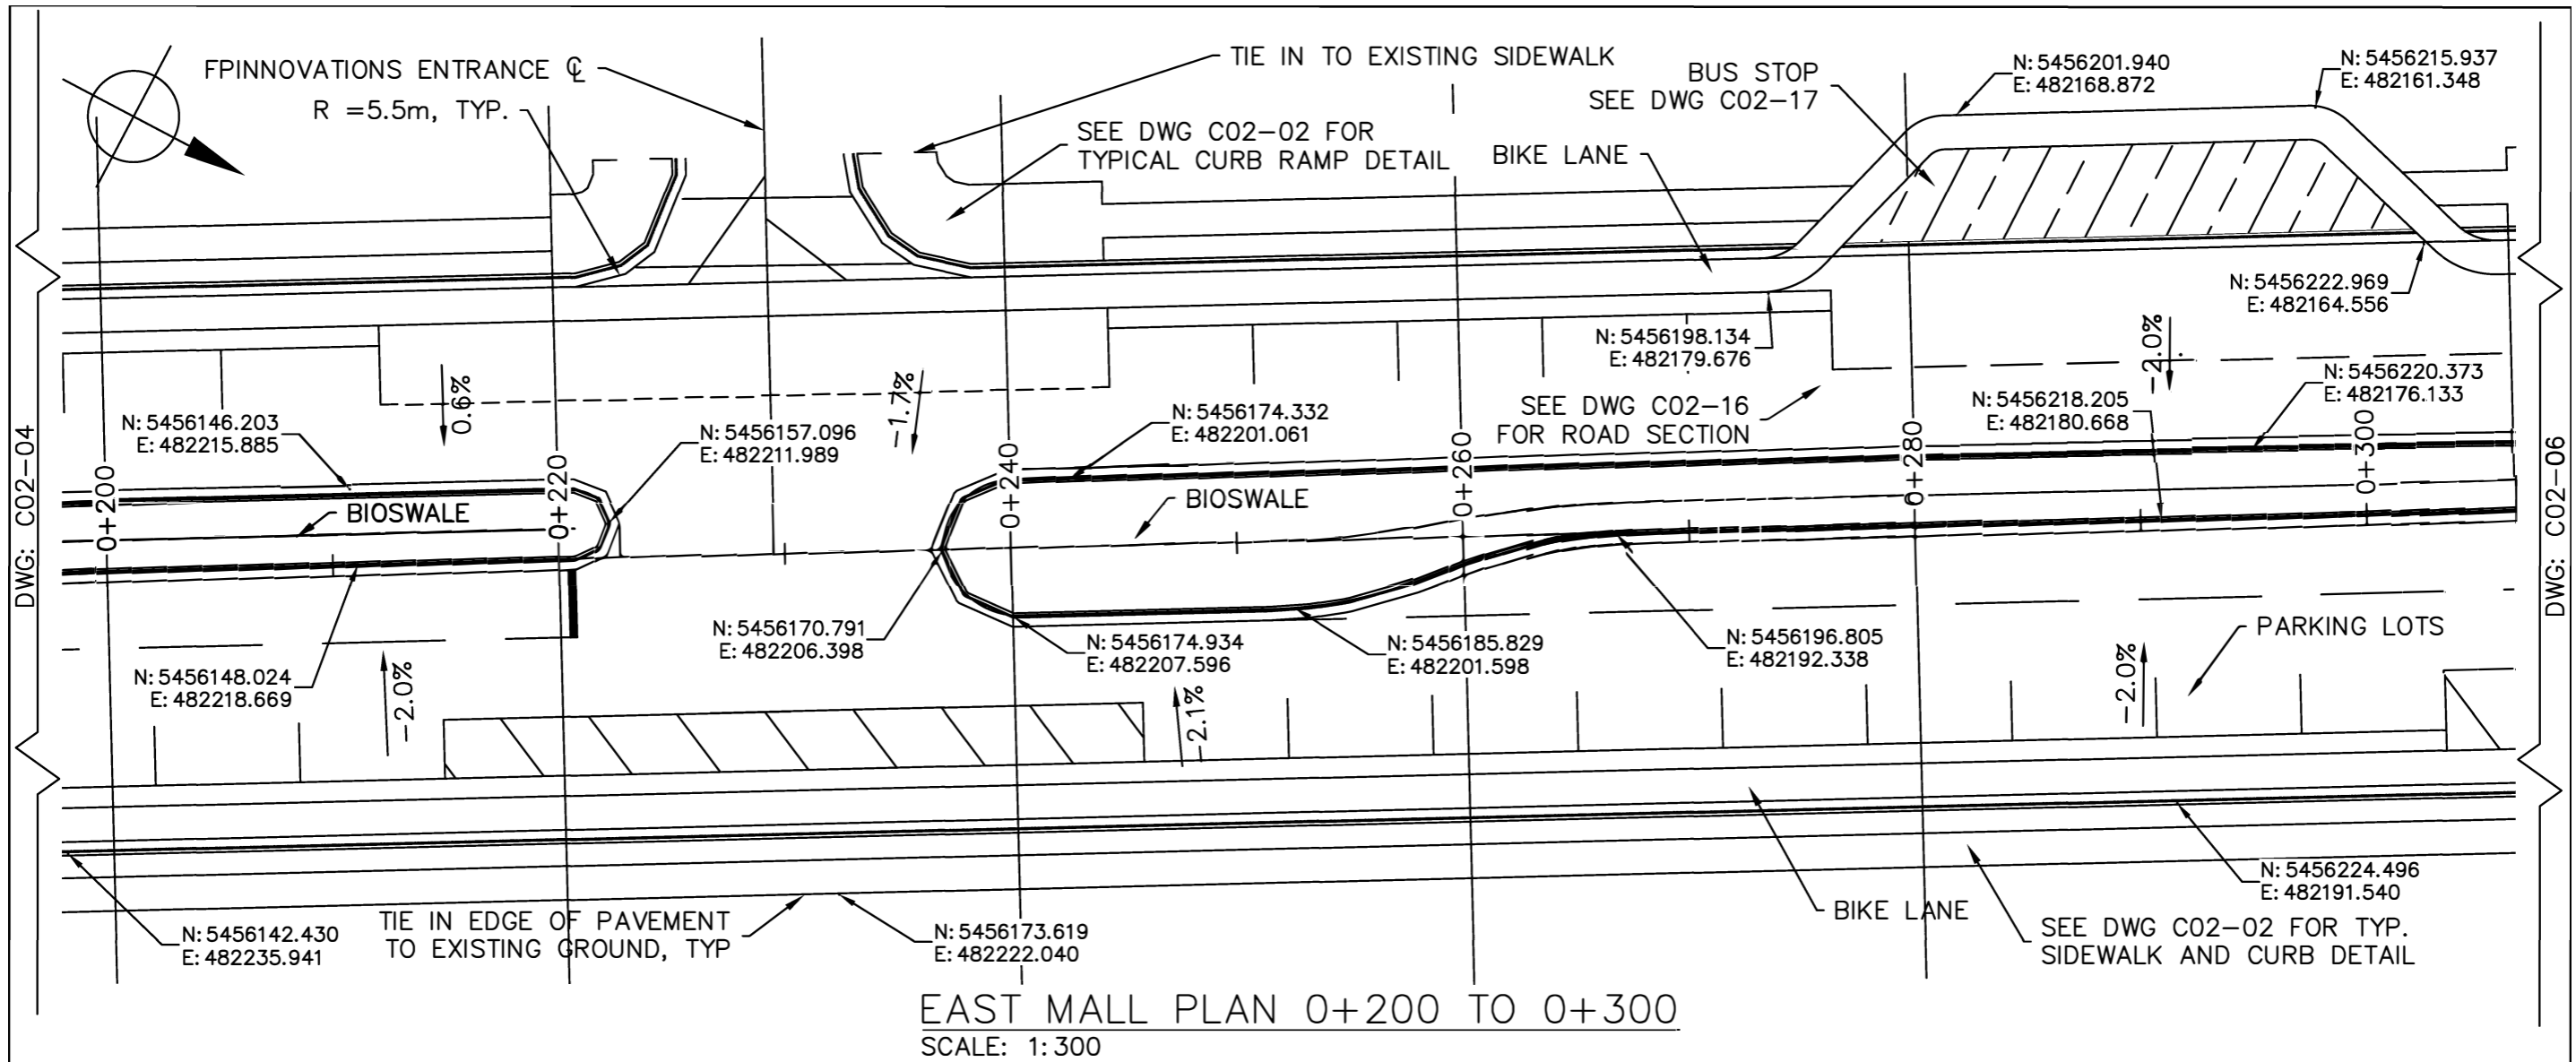 FPINNOVATIONS ENTRANCE ℄
R =5.5m, TYP.
TIE IN TO EXISTING SIDEWALK
SEE DWG C02-02 FOR
TYPICAL CURB RAMP DETAIL
BUS STOP
SEE DWG C02-17
BIKE LANE
N: 5456201.940
E: 482168.872
N: 5456215.937
E: 482161.348
N: 5456222.969
E: 482164.556
N: 5456198.134
E: 482179.676
-2.0%
N: 5456220.373
E: 482176.133
0.6%
-1.7%
N: 5456146.203
E: 482215.885
N: 5456157.096
E: 482211.989
N: 5456174.332
E: 482201.061
SEE DWG C02-16
FOR ROAD SECTION
N: 5456218.205
E: 482180.668
DWG: C02-04
0+200
0+220
0+240
0+260
0+280
0+300
DWG: C02-06
BIOSWALE
BIOSWALE
N: 5456170.791
E: 482206.398
N: 5456174.934
E: 482207.596
N: 5456185.829
E: 482201.598
N: 5456196.805
E: 482192.338
PARKING LOTS
N: 5456148.024
E: 482218.669
-2.0%
-2.1%
-2.0%
N: 5456142.430
E: 482235.941
TIE IN EDGE OF PAVEMENT
TO EXISTING GROUND, TYP
N: 5456173.619
E: 482222.040
BIKE LANE
N: 5456224.496
E: 482191.540
SEE DWG C02-02 FOR TYP.
SIDEWALK AND CURB DETAIL
EAST MALL PLAN 0+200 TO 0+300
SCALE: 1:300